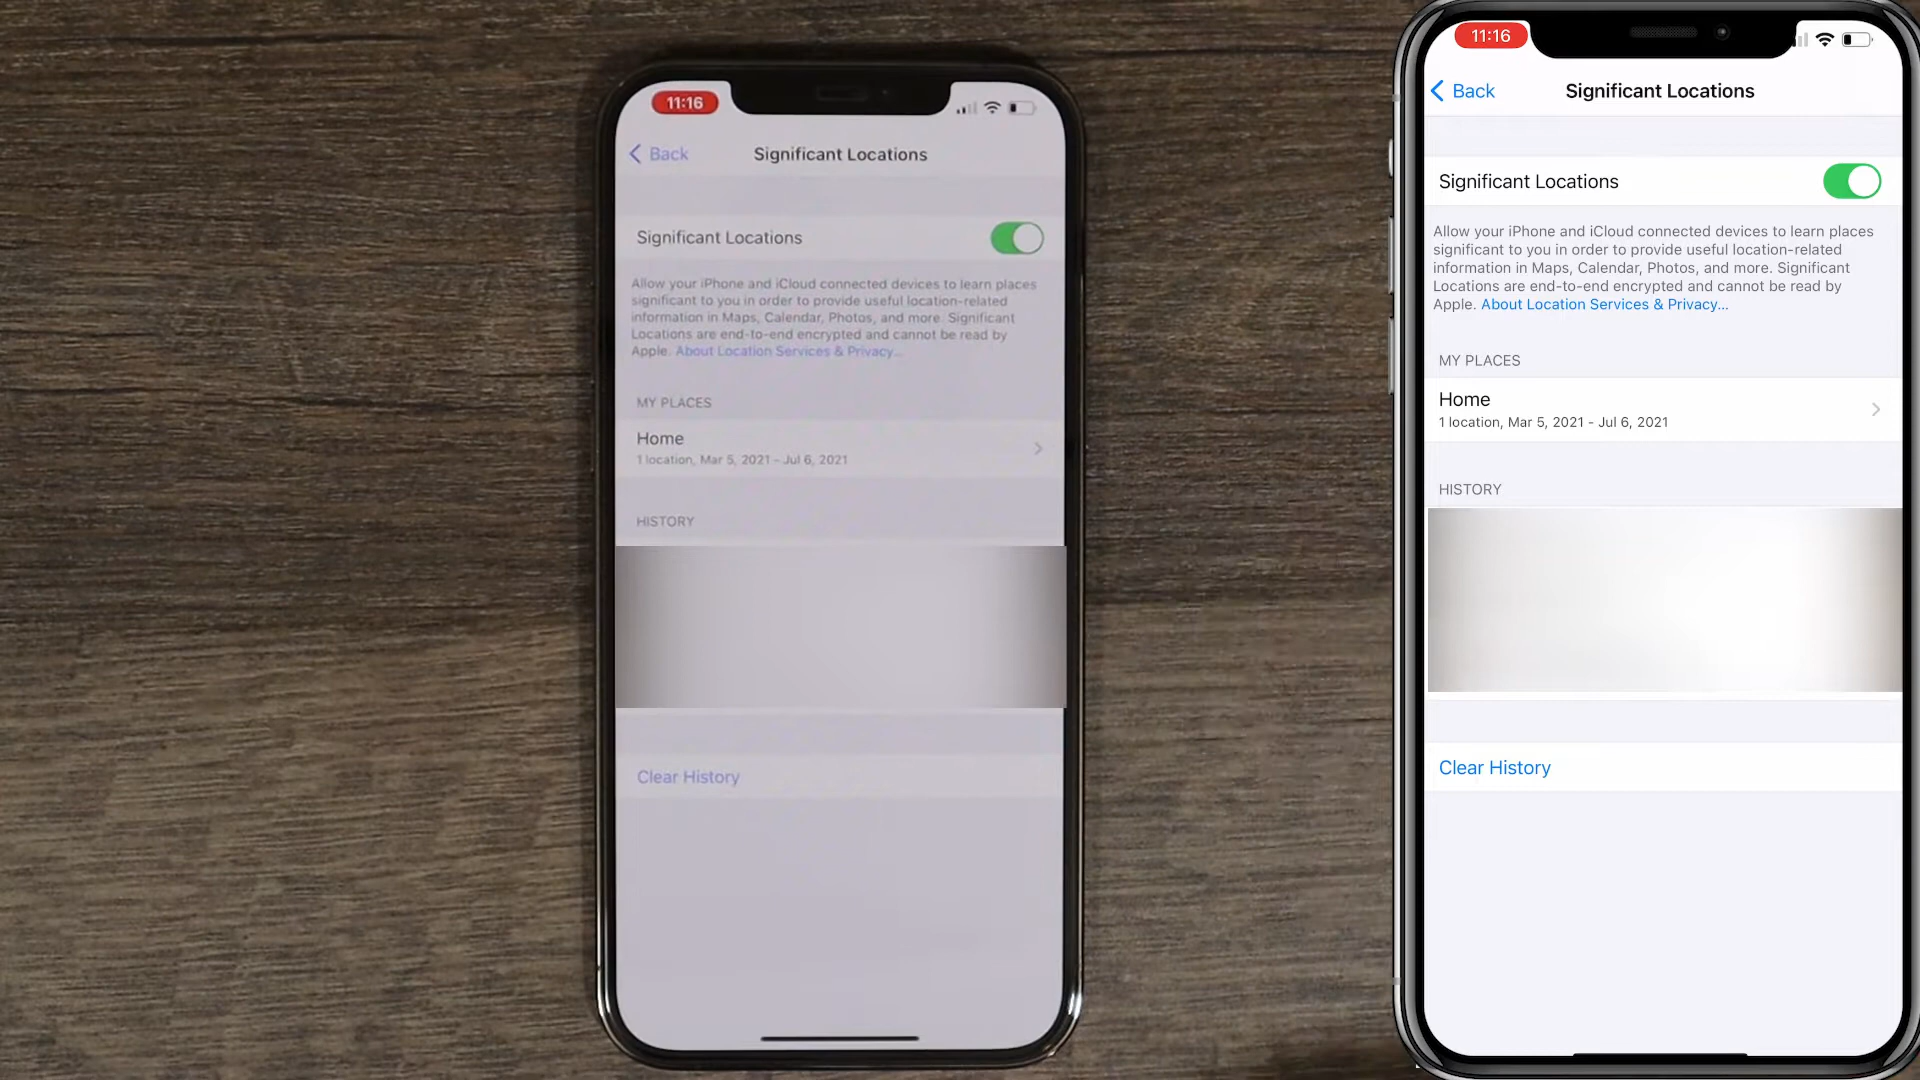 11:16
Back
Significant Locations
Significant Locations
Allow your iPhone and iCloud connected devices to learn places
significant to you in order to provide useful location-related
information in Maps, Calendar, Photos, and more. Significant
Locations are end-to-end encrypted and cannot be read by
Apple. About Location Services & Privacy...
MY PLACES
Home
1 location, Mar 5, 2021 – Jul 6, 2021
HISTORY
Clear History
11:16
Back
Significant Locations
Significant Locations
Allow your iPhone and iCloud connected devices to learn places
significant to you in order to provide useful location-related
information in Maps, Calendar, Photos, and more. Significant
Locations are end-to-end encrypted and cannot be read by
Apple. About Location Services & Privacy...
MY PLACES
Home
1 location, Mar 5, 2021 - Jul 6, 2021
HISTORY
Clear History